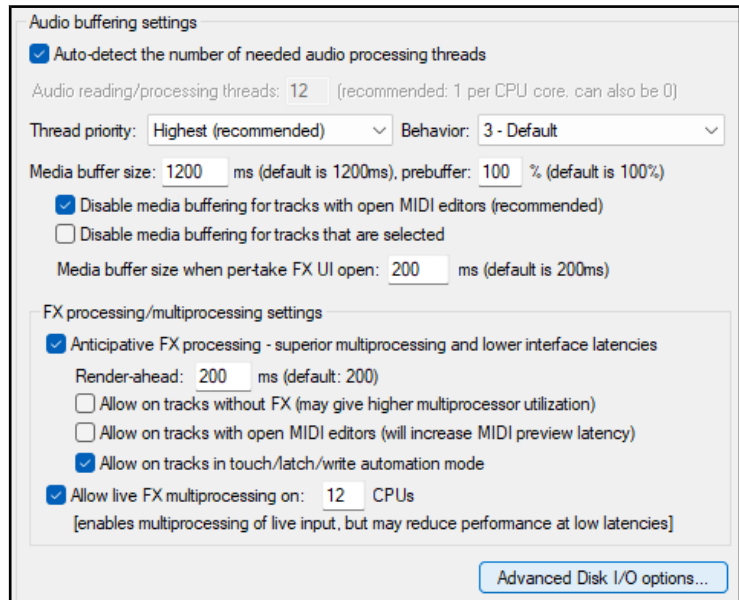 Audio buffering settings
Auto-detect the number of needed audio processing threads
Audio reading/processing threads: 12 (recommended: 1 per CPU core, can also be 0)
Thread priority: Highest (recommended) Behavior: 3 - Default
Media buffer size: 1200 ms (default is 1200ms), prebuffer: 100 % (default is 100%)
Disable media buffering for tracks with open MIDI editors (recommended)
Disable media buffering for tracks that are selected
Media buffer size when per-take FX UI open: 200 ms (default is 200ms)
FX processing/multiprocessing settings
Anticipative FX processing - superior multiprocessing and lower interface latencies
Render-ahead: 200 ms (default: 200)
Allow on tracks without FX (may give higher multiprocessor utilization)
Allow on tracks with open MIDI editors (will increase MIDI preview latency)
Allow on tracks in touch/latch/write automation mode
Allow live FX multiprocessing on: 12 CPUs
[enables multiprocessing of live input, but may reduce performance at low latencies]
Advanced Disk I/O options...